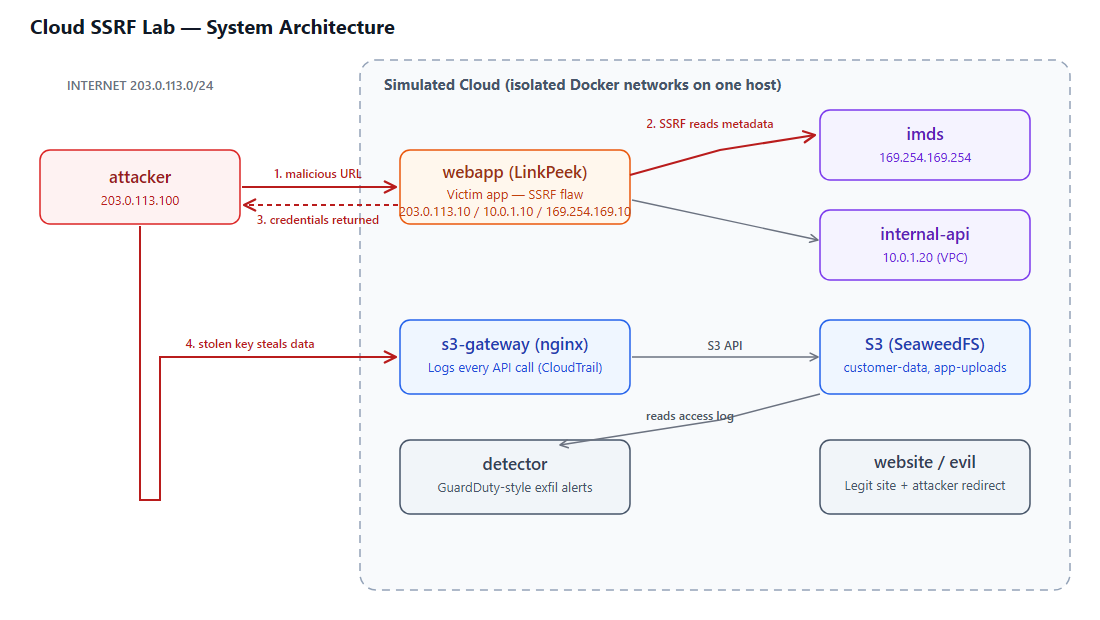 Cloud SSRF Lab — System Architecture
INTERNET 203.0.113.0/24
Simulated Cloud (isolated Docker networks on one host)
attacker
203.0.113.100
1. malicious URL
3. credentials returned
webapp (LinkPeek)
Victim app — SSRF flaw
203.0.113.10 / 10.0.1.10 / 169.254.169.10
2. SSRF reads metadata
imds
169.254.169.254
internal-api
10.0.1.20 (VPC)
4. stolen key steals data
s3-gateway (nginx)
Logs every API call (CloudTrail)
S3 API
S3 (SeaweedFS)
customer-data, app-uploads
reads access log
detector
GuardDuty-style exfil alerts
website / evil
Legit site + attacker redirect